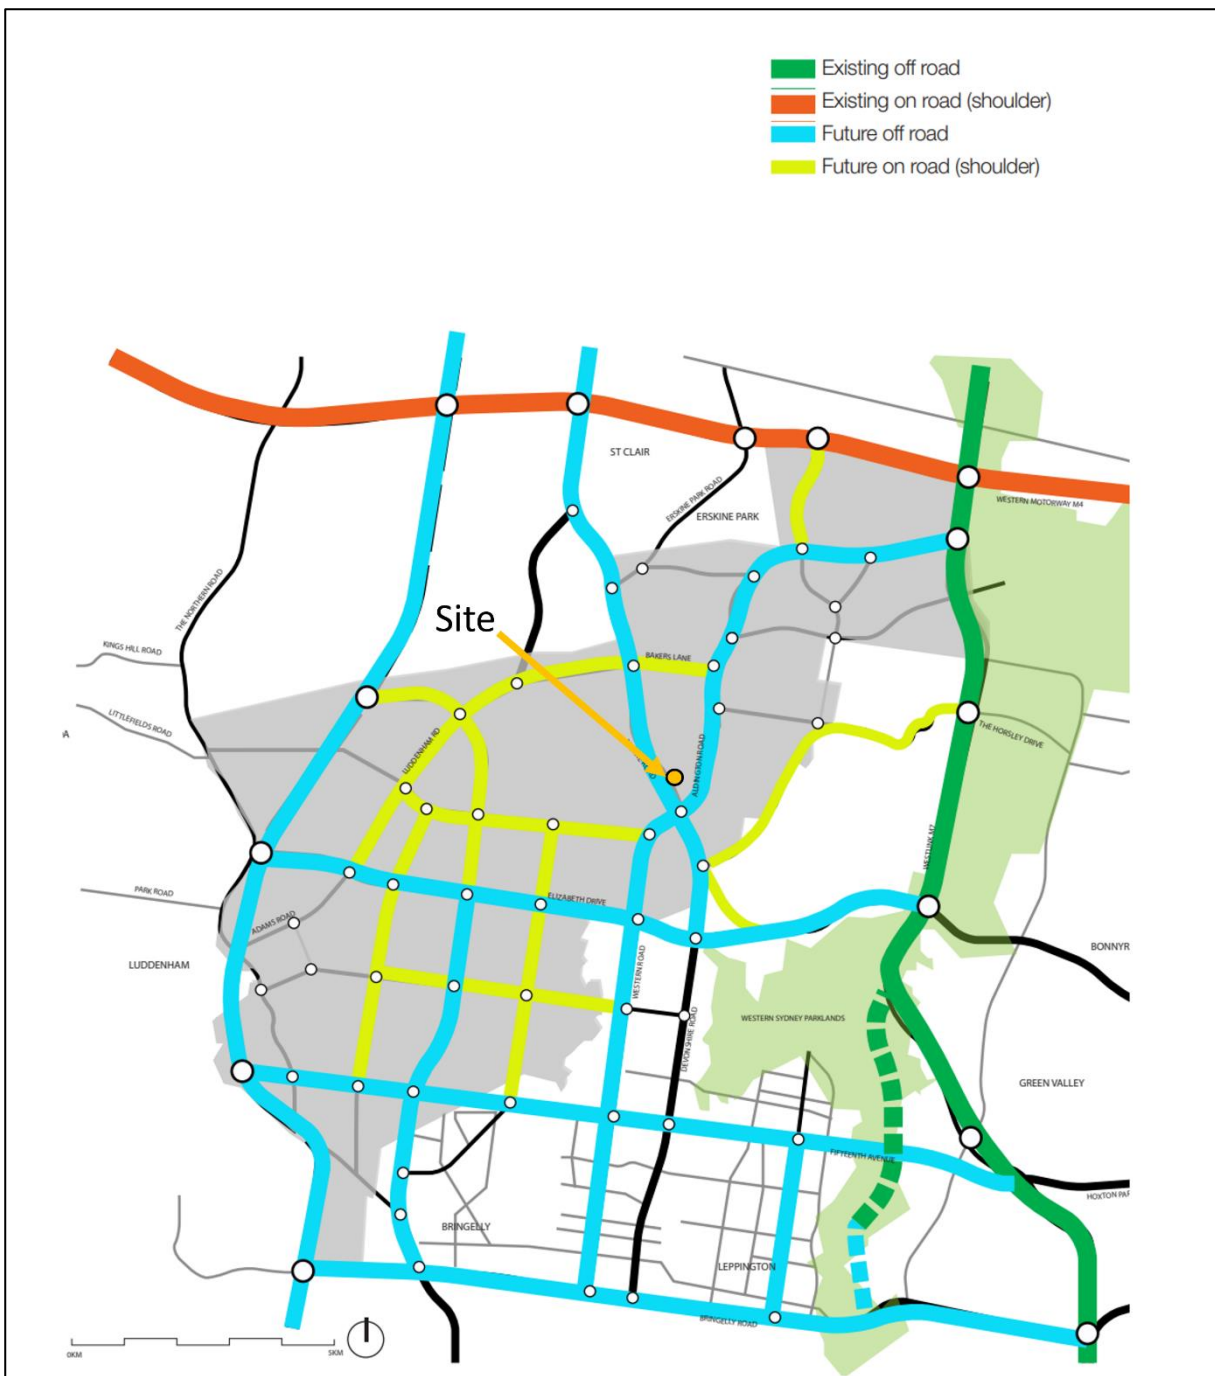 Existing off road
Existing on road (shoulder)
Future off road
Future on road (shoulder)
ST CLAIR
WESTERN MOTORWAY M4
ERSKINE PARK ROAD
ERSKINE PARK
THE NORTHERN ROAD
Site
KINGS HILL ROAD
BAKERS LANE
LITTLEFIELDS ROAD
THE HORSLEY DRIVE
LUDDENHAM RD
ALDINGTON ROAD
WESTLINK M7
PARK ROAD
ELIZABETH DRIVE
ADAMS ROAD
BONNYR
LUDDENHAM
WESTERN ROAD
WESTERN SYDNEY PARKLANDS
DEVONSHIRE ROAD
GREEN VALLEY
FIFTEENTH AVENUE
HOXTON PAR
BRINGELLY
LEPPINGTON
BRINGELLY ROAD
0KM
5KM